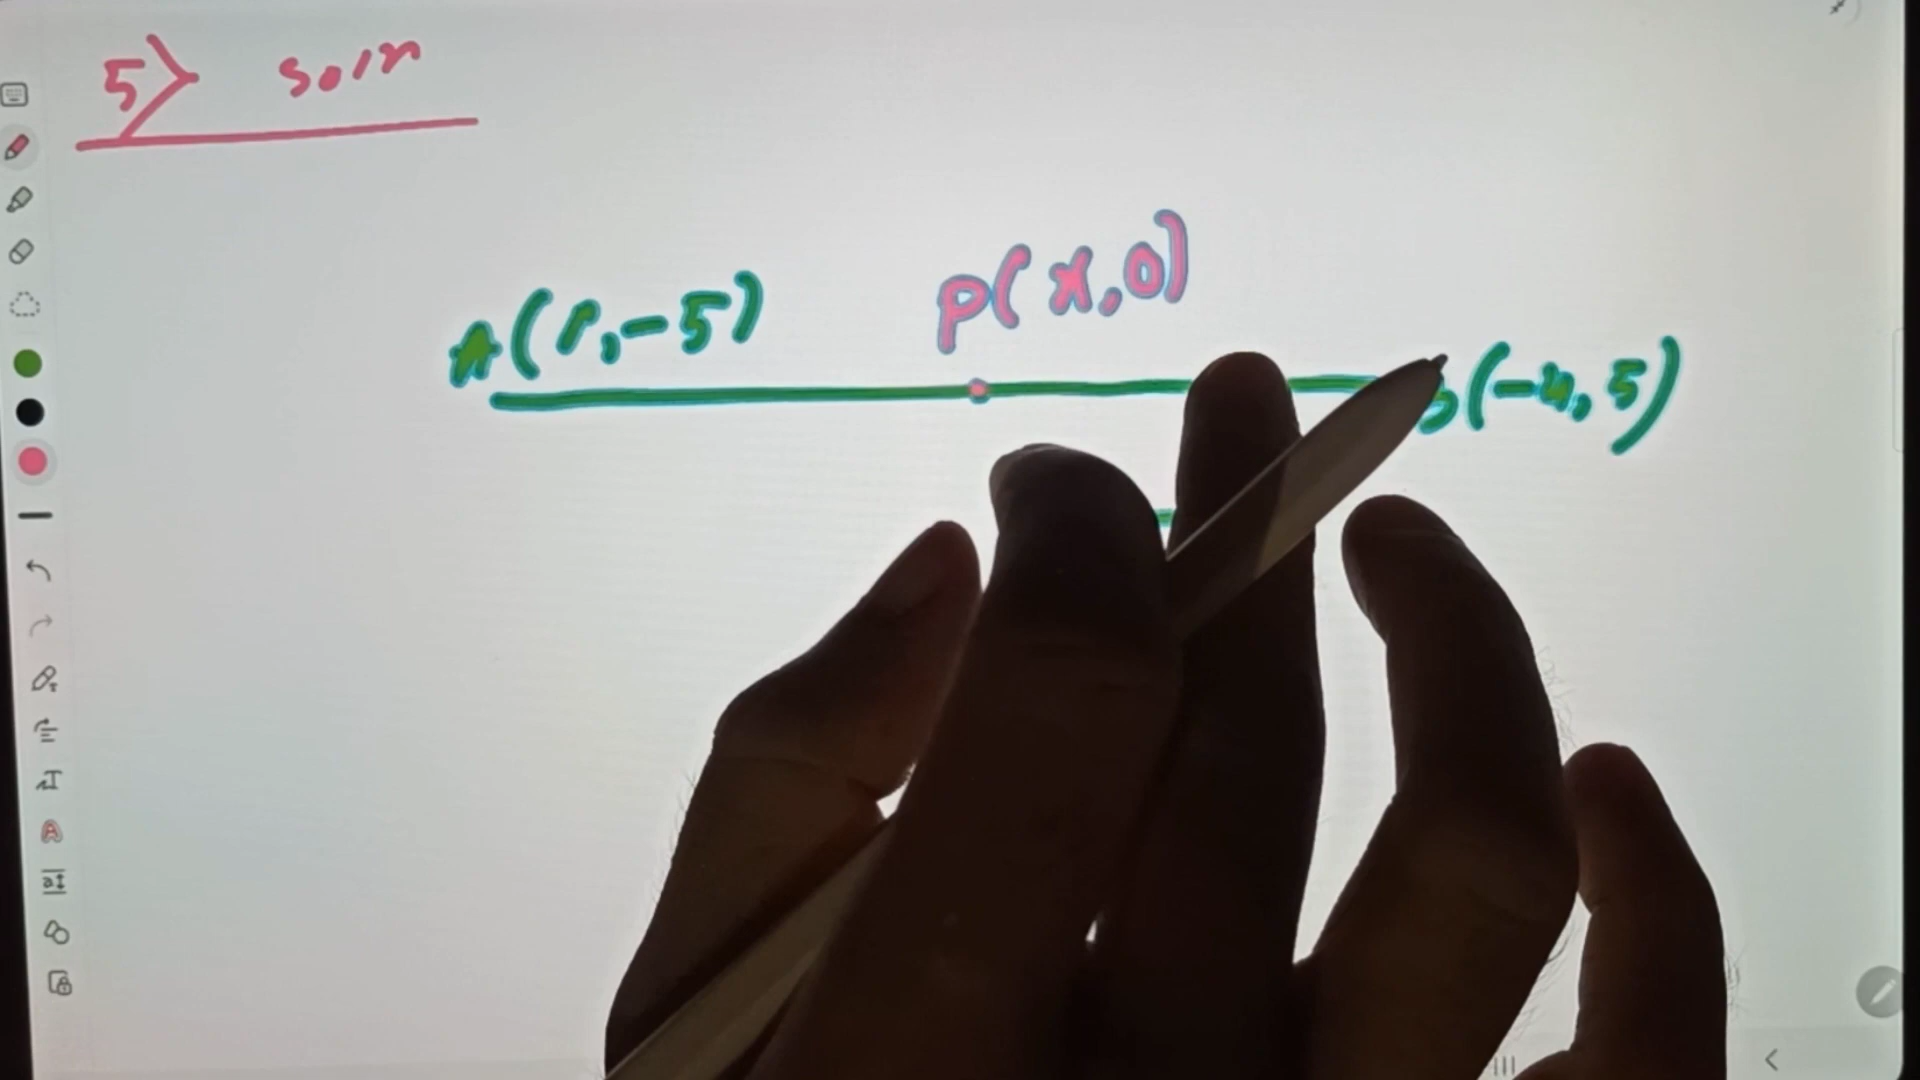 5> soln
P(x,0)
A(1,-5)
B(-4,5)